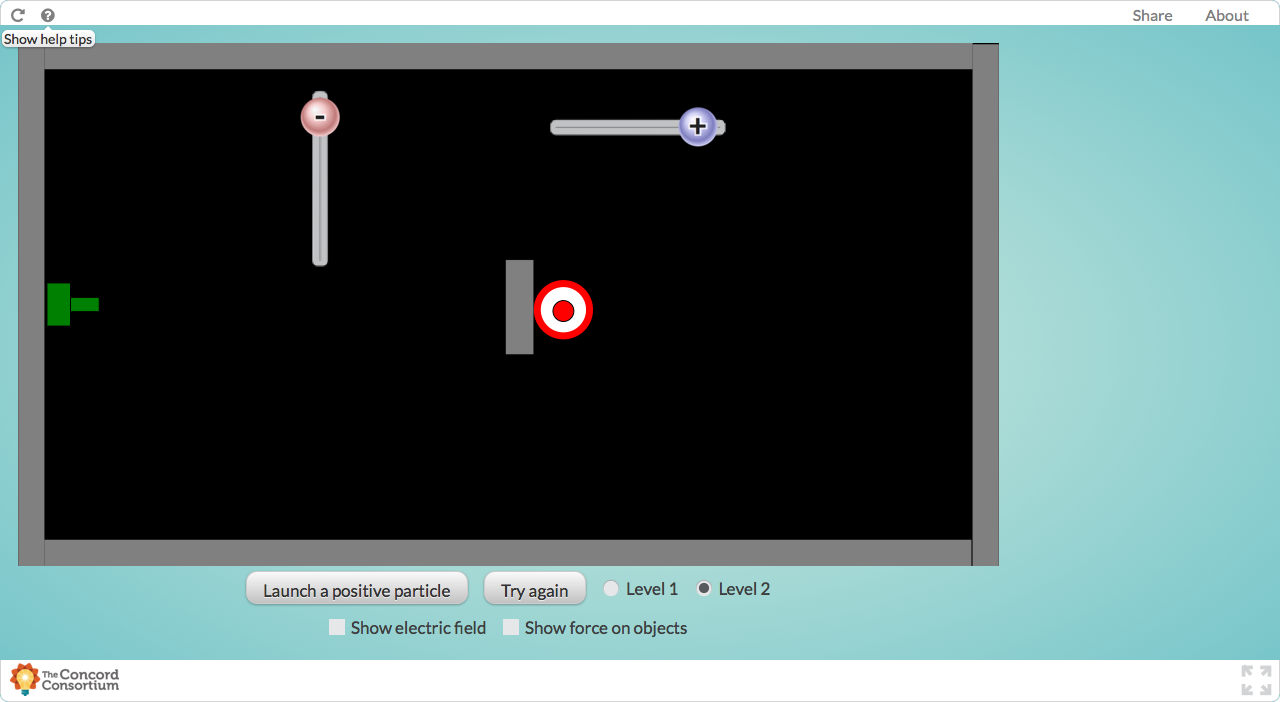 Share About
Show help tips
-
+
Launch a positive particle Try again Level 1 Level 2
Show electric field Show force on objects
The Concord
Consortium